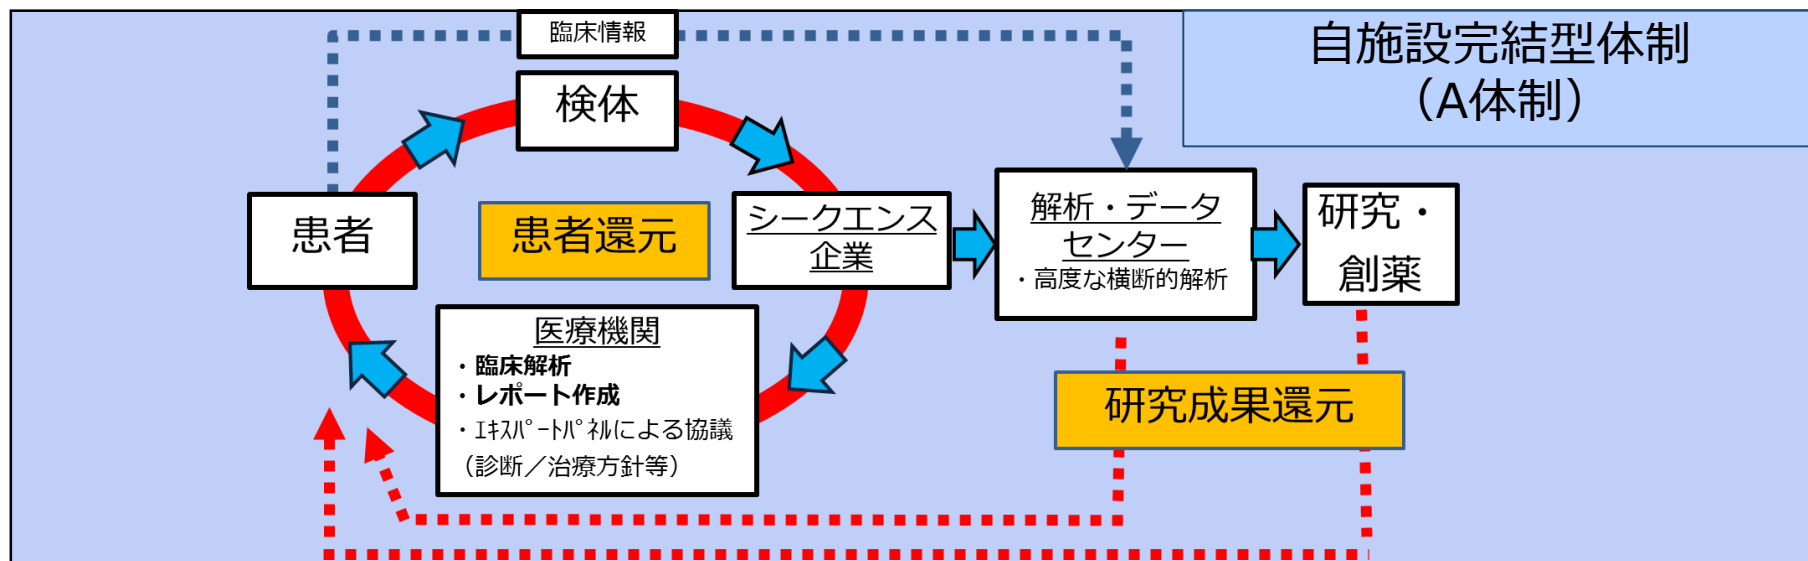 臨床情報
自施設完結型体制
（A体制）
検体
患者
患者還元
シークエンス
企業
解析・データ
センター
・高度な横断的解析
研究・
創薬
医療機関
・臨床解析
・レポート作成
・ｴｷｽﾊﾟｰﾄﾊﾟﾈﾙによる協議
（診断／治療方針等）
研究成果還元